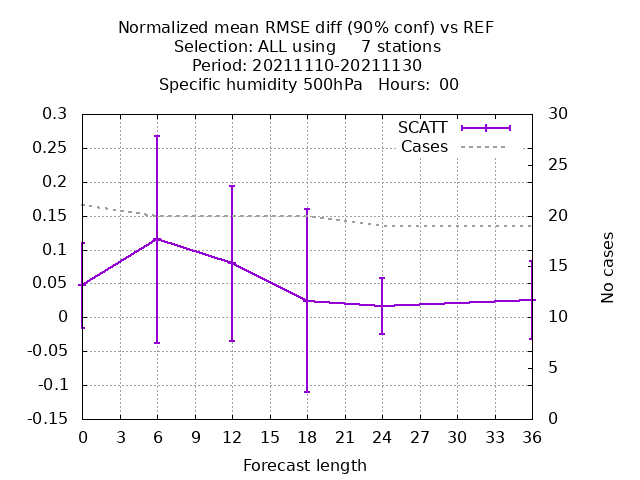 Normalized mean RMSE diff (90% conf) vs REF
Selection: ALL using 7 stations
Period: 20211110-20211130
Specific humidity 500hPa Hours: 00
SCATT
Cases
0.3
0.25
0.2
0.15
0.1
0.05
0
-0.05
-0.1
-0.15
30
25
20
15
10
5
0
No cases
0 3 6 9 12 15 18 21 24 27 30 33 36
Forecast length